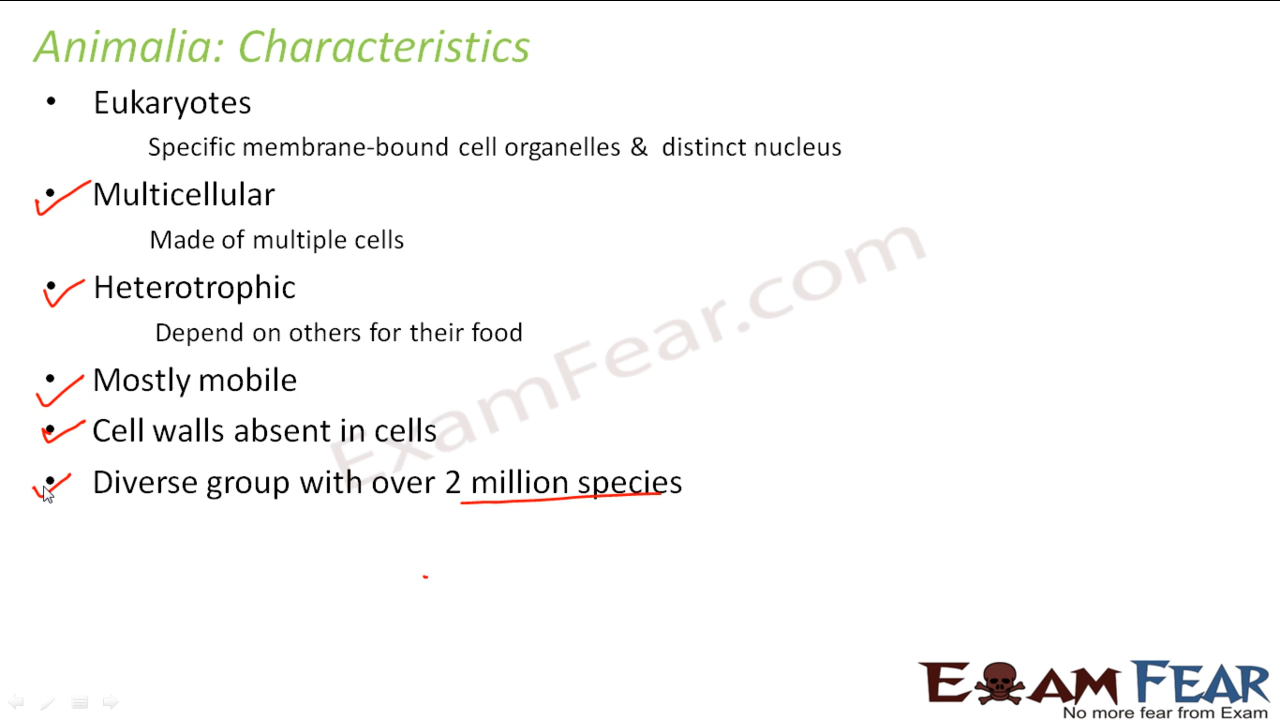 Animalia: Characteristics
• Eukaryotes
Specific membrane-bound cell organelles & distinct nucleus
• Multicellular
Made of multiple cells
• Heterotrophic
Depend on others for their food
• Mostly mobile
• Cell walls absent in cells
• Diverse group with over 2 million species
ExamFear.com
EXAM FEAR
No more fear from Exam